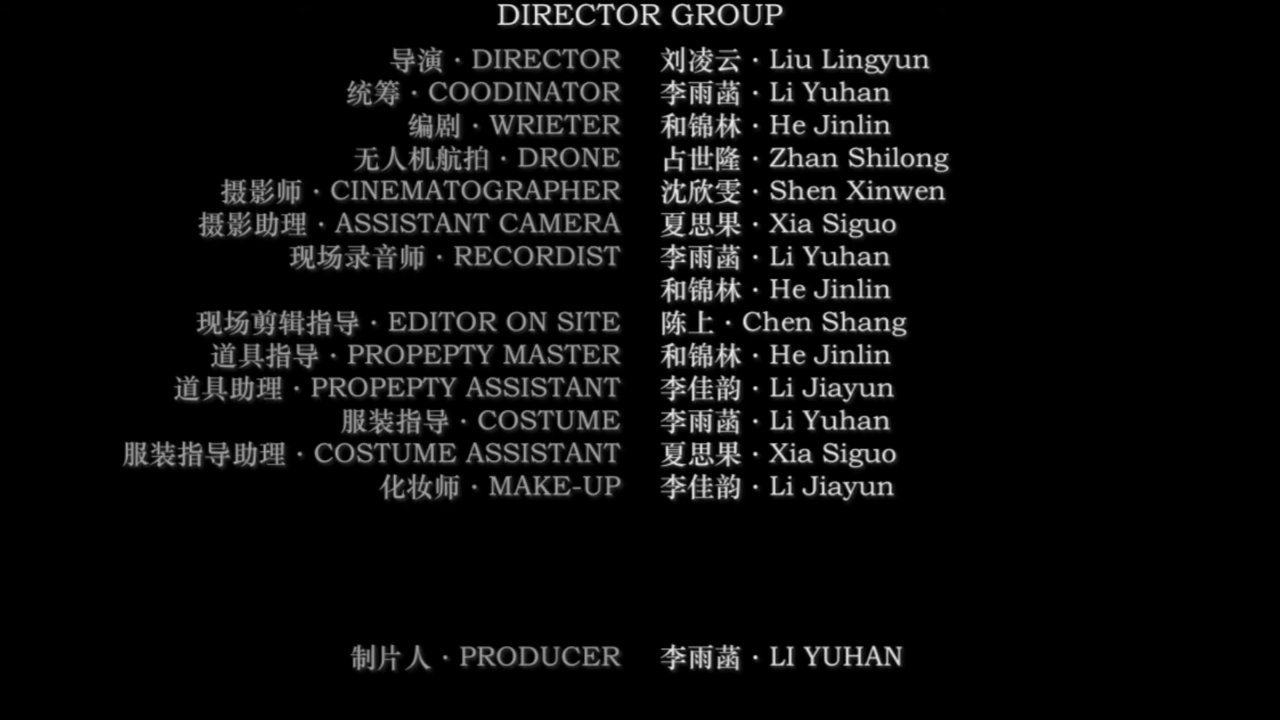 DIRECTOR GROUP
导演 · DIRECTOR 刘凌云 · Liu Lingyun
统筹 · COODINATOR 李雨菡 · Li Yuhan
编剧 · WRIETER 和锦林 · He Jinlin
无人机航拍 · DRONE 占世隆 · Zhan Shilong
摄影师 · CINEMATOGRAPHER 沈欣雯 · Shen Xinwen
摄影助理 · ASSISTANT CAMERA 夏思果 · Xia Siguo
现场录音师 · RECORDIST 李雨菡 · Li Yuhan
和锦林 · He Jinlin
现场剪辑指导 · EDITOR ON SITE 陈上 · Chen Shang
道具指导 · PROPEPTY MASTER 和锦林 · He Jinlin
道具助理 · PROPEPTY ASSISTANT 李佳韵 · Li Jiayun
服装指导 · COSTUME 李雨菡 · Li Yuhan
服装指导助理 · COSTUME ASSISTANT 夏思果 · Xia Siguo
化妆师 · MAKE-UP 李佳韵 · Li Jiayun
制片人 · PRODUCER 李雨菡 · LI YUHAN